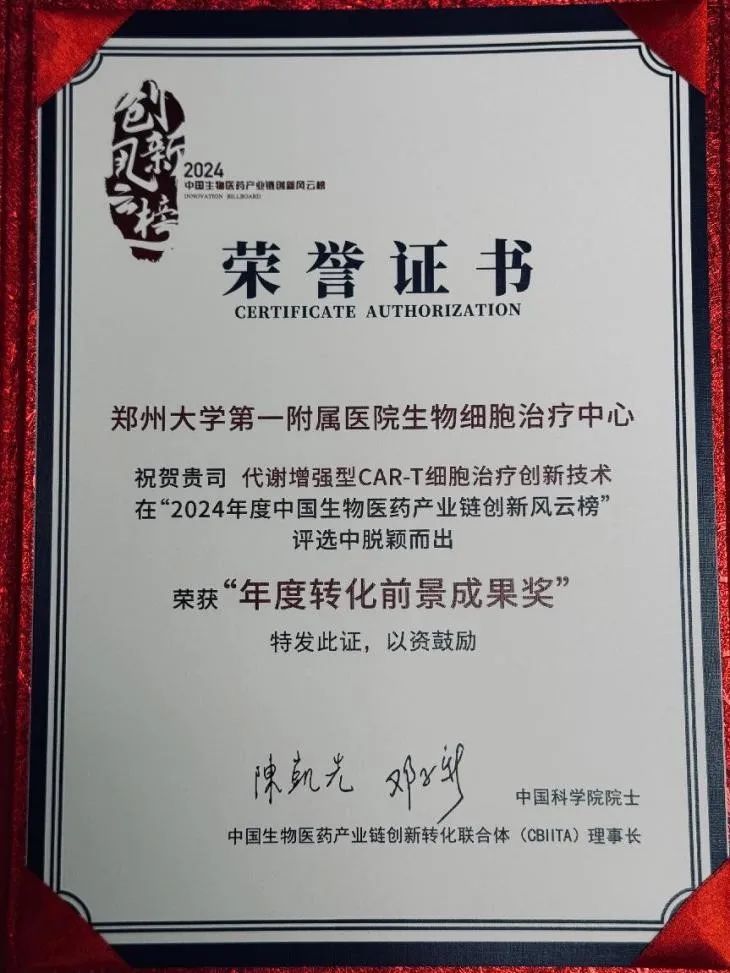 创新风云榜
2024
中国生物医药产业链创新风云榜
INNOVATION BILLBOARD
荣誉证书
CERTIFICATE AUTHORIZATION
郑州大学第一附属医院生物细胞治疗中心
祝贺贵司 代谢增强型CAR-T细胞治疗创新技术
在“2024年度中国生物医药产业链创新风云榜”
评选中脱颖而出
荣获“年度转化前景成果奖”
特发此证，以资鼓励
陳凯先 邓子新
中国科学院院士
中国生物医药产业链创新转化联合体（CBIITA）理事长